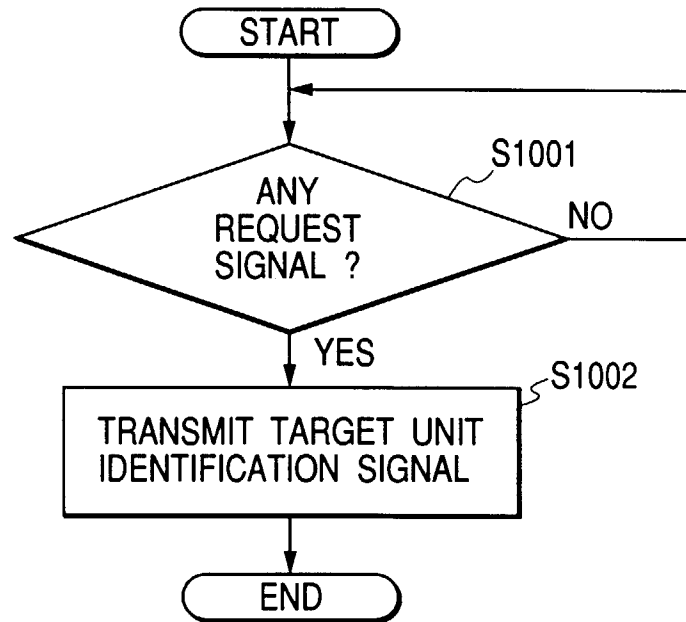 START
S1001
ANY
REQUEST
SIGNAL ?
NO
YES
S1002
TRANSMIT TARGET UNIT
IDENTIFICATION SIGNAL
END